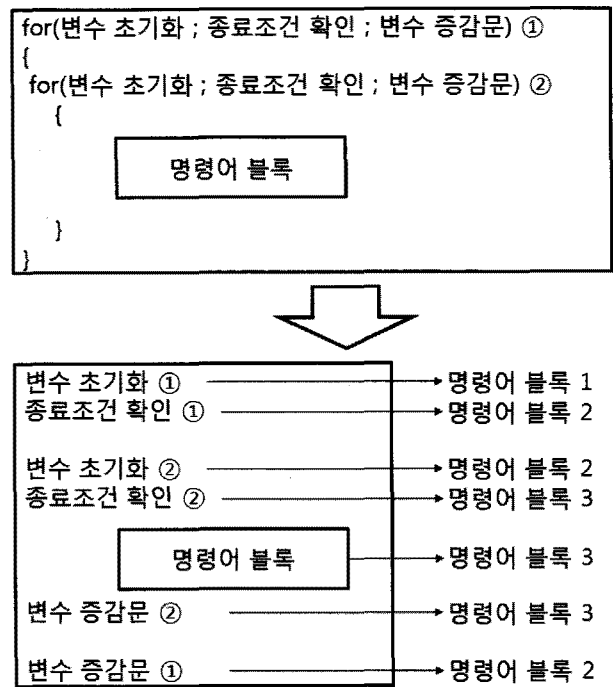 for(변수 초기화 ; 종료조건 확인 ; 변수 증감문) ①
{
for(변수 초기화 ; 종료조건 확인 ; 변수 증감문) ②
{
명령어 블록
}
}
변수 초기화 ① 명령어 블록 1
종료조건 확인 ① 명령어 블록 2
변수 초기화 ② 명령어 블록 2
종료조건 확인 ② 명령어 블록 3
명령어 블록 명령어 블록 3
변수 증감문 ② 명령어 블록 3
변수 증감문 ① 명령어 블록 2